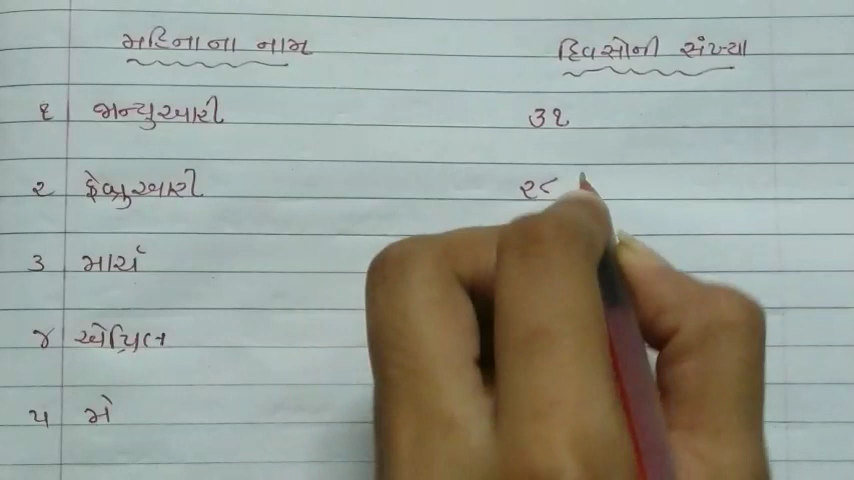 મહિનાના નામ દિવસોની સંખ્યા
૧ જાન્યુઆરી ૩૧
૨ ફેબ્રુઆરી ૨૮
૩ માર્ચ
૪ એપ્રિલ
૫ મે